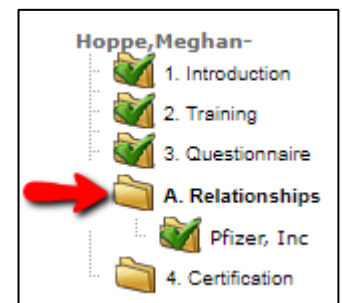 Hoppe,Meghan-
1. Introduction
2. Training
3. Questionnaire
A. Relationships
Pfizer, Inc
4. Certification